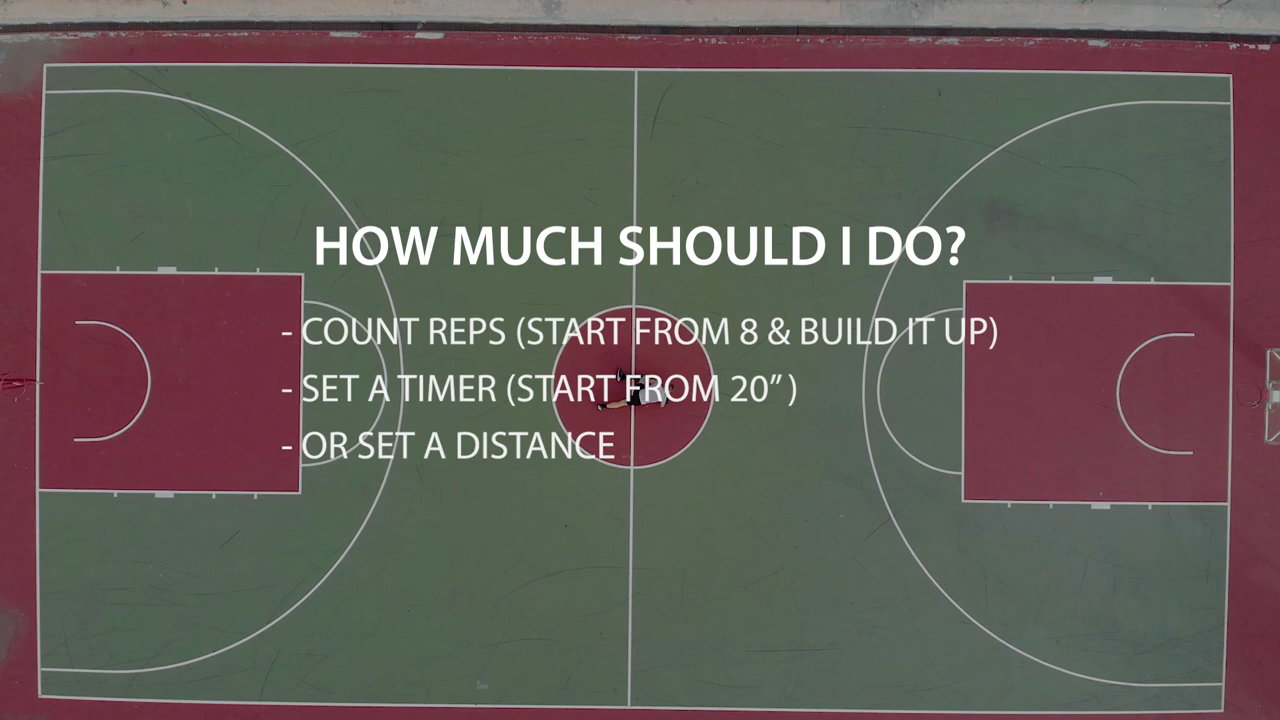 HOW MUCH SHOULD I DO?
- COUNT REPS (START FROM 8 & BUILD IT UP)
- SET A TIMER (START FROM 20” )
- OR SET A DISTANCE